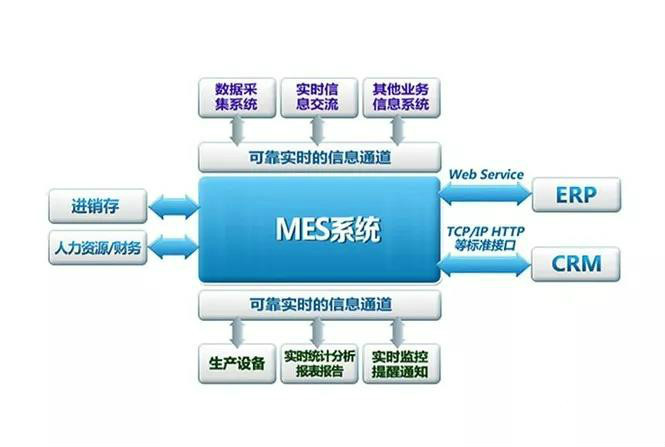 数据采
集系统
实时信
息交流
其他业务
信息系统
可靠实时的信息通道
Web Service
进销存
MES系统
ERP
人力资源/财务
TCP/IP HTTP
等标准接口
CRM
可靠实时的信息通道
生产设备
实时统计分析
报表报告
实时监控
提醒通知